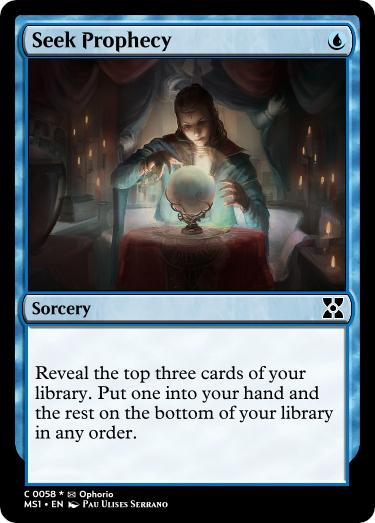 Seek Prophecy
Sorcery
Reveal the top three cards of your
library. Put one into your hand and
the rest on the bottom of your library
in any order.
C 0058 * Ophorio
MS1 • EN Pau Ulises Serrano